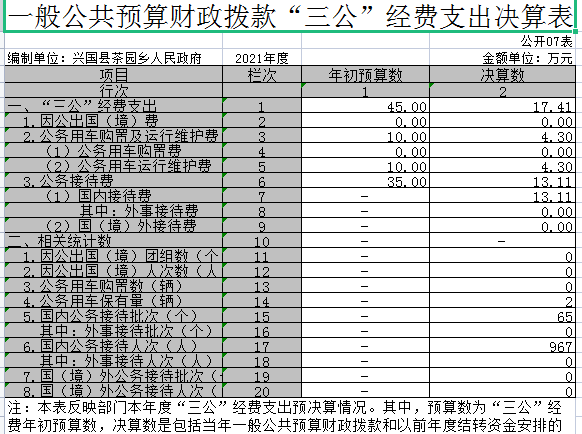 一般公共预算财政拨款“三公”经费支出决算表
公开07表
编制单位：兴国县茶园乡人民政府 2021年度 金额单位：万元
项目 栏次 年初预算数 决算数
行次 1 2
一、“三公”经费支出 1 45.00 17.41
1.因公出国（境）费 2 0.00 0.00
2.公务用车购置及运行维护费 3 10.00 4.30
（1）公务用车购置费 4 0.00 0.00
（2）公务用车运行维护费 5 10.00 4.30
3.公务接待费 6 35.00 13.11
（1）国内接待费 7 - 13.11
其中：外事接待费 8 - 0.00
（2）国（境）外接待费 9 - 0.00
二、相关统计数 10 - -
1.因公出国（境）团组数（个 11 - 0
2.因公出国（境）人次数（人 12 - 0
3.公务用车购置数（辆） 13 - 0
4.公务用车保有量（辆） 14 - 2
5.国内公务接待批次（个） 15 - 65
其中：外事接待批次（个） 16 - 0
6.国内公务接待人次（人） 17 - 967
其中：外事接待人次（人） 18 - 0
7.国（境）外公务接待批次（ 19 - 0
8.国（境）外公务接待人次（ 20 - 0
注：本表反映部门本年度“三公”经费支出预决算情况。其中，预算数为“三公”经
费年初预算数，决算数是包括当年一般公共预算财政拨款和以前年度结转资金安排的